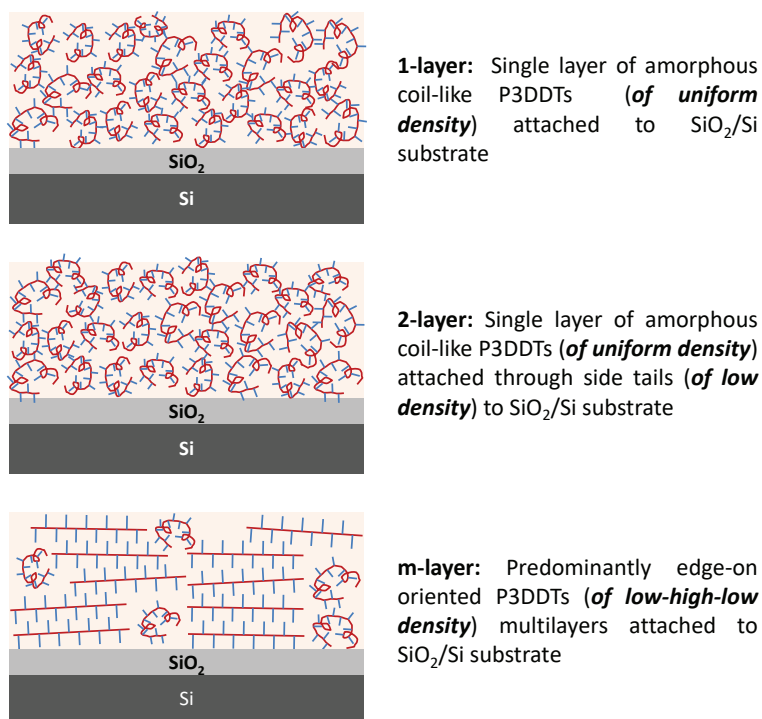 1-layer: Single layer of amorphous
coil-like P3DDTs (of uniform
density) attached to SiO₂/Si
substrate
SiO₂
Si
2-layer: Single layer of amorphous
coil-like P3DDTs (of uniform density)
attached through side tails (of low
density) to SiO₂/Si substrate
SiO₂
Si
m-layer: Predominantly edge-on
oriented P3DDTs (of low-high-low
density) multilayers attached to
SiO₂/Si substrate
SiO₂
Si